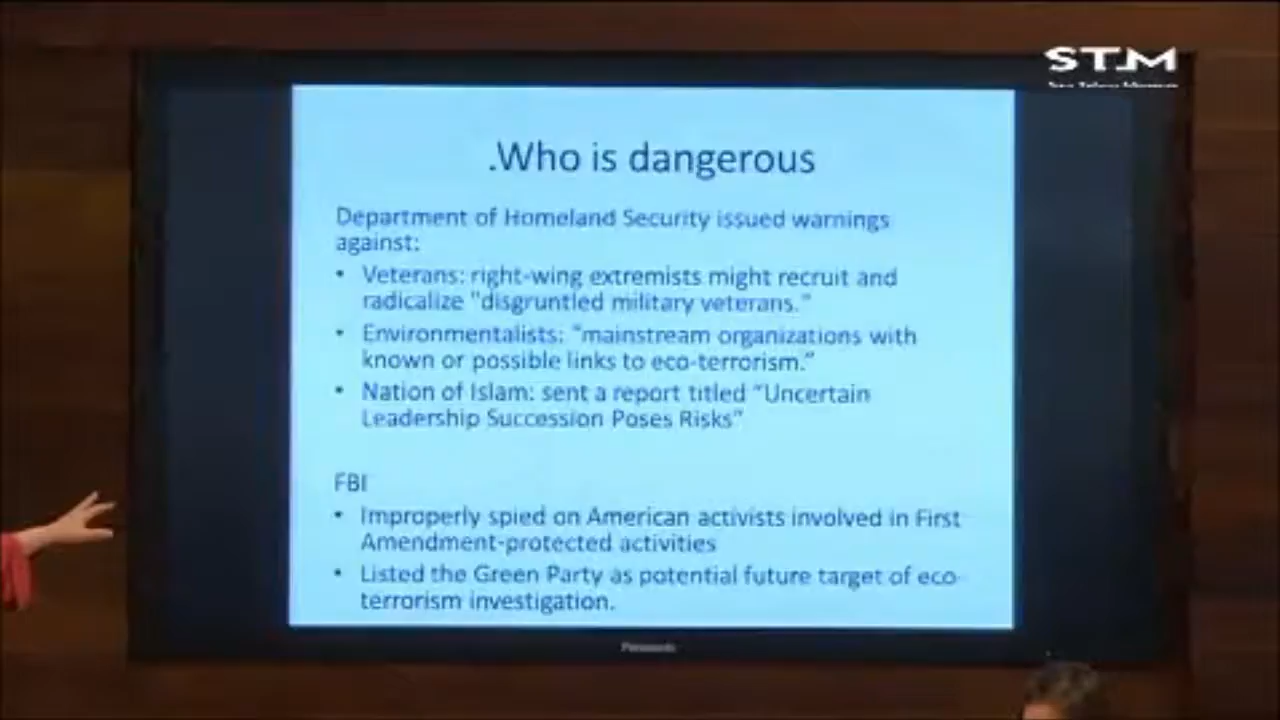 STM
.Who is dangerous
Department of Homeland Security issued warnings
against:
• Veterans: right-wing extremists might recruit and
radicalize "disgruntled military veterans."
• Environmentalists: "mainstream organizations with
known or possible links to eco-terrorism."
• Nation of Islam: sent a report titled "Uncertain
Leadership Succession Poses Risks"
FBI
• Improperly spied on American activists involved in First
Amendment-protected activities
• Listed the Green Party as potential future target of eco-
terrorism investigation.
Panasonic